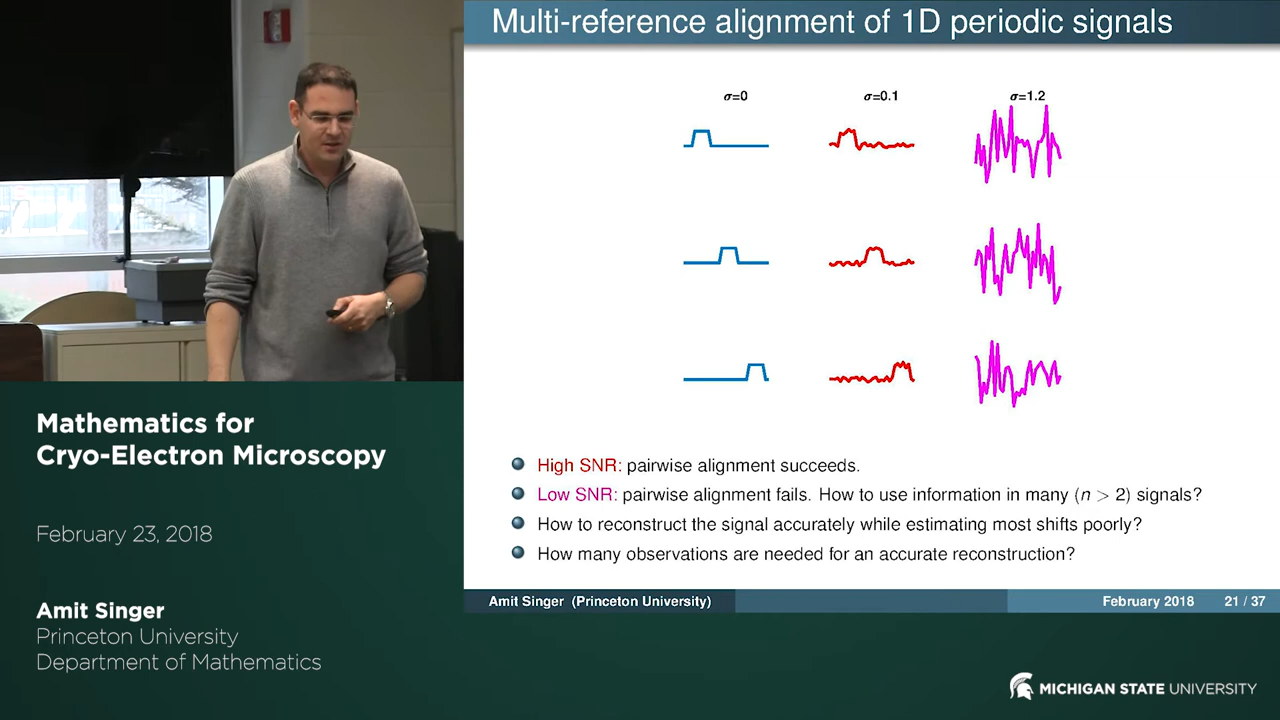 Multi-reference alignment of 1D periodic signals
σ=0
σ=0.1
σ=1.2
High SNR: pairwise alignment succeeds.
Low SNR: pairwise alignment fails. How to use information in many (n > 2) signals?
How to reconstruct the signal accurately while estimating most shifts poorly?
How many observations are needed for an accurate reconstruction?
Amit Singer (Princeton University)
February 2018
21 / 37
Mathematics for
Cryo-Electron Microscopy
February 23, 2018
Amit Singer
Princeton University
Department of Mathematics
MICHIGAN STATE UNIVERSITY